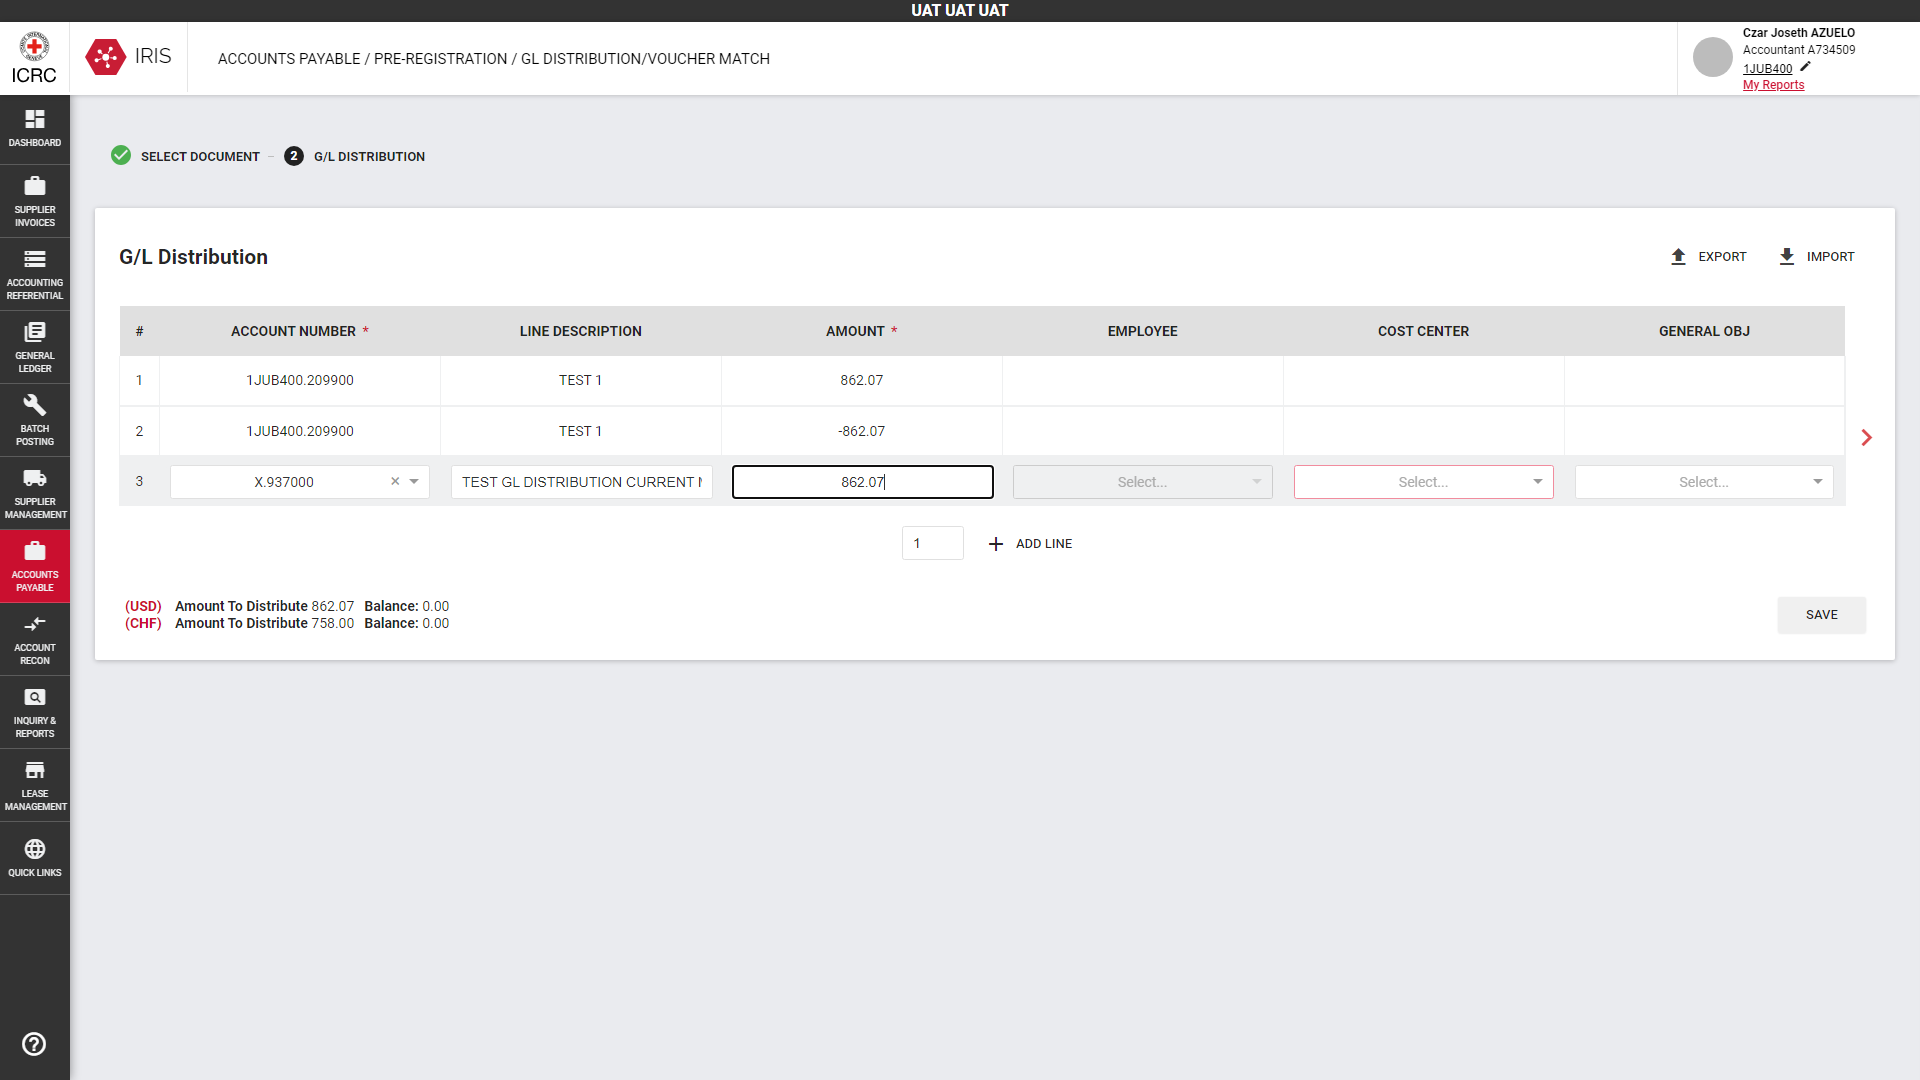 UAT UAT UAT
ICRC
IRIS
ACCOUNTS PAYABLE / PRE-REGISTRATION / GL DISTRIBUTION/VOUCHER MATCH
Czar Joseth AZUELO
Accountant A734509
1JUB400
My Reports
DASHBOARD
SUPPLIER
INVOICES
ACCOUNTING
REFERENTIAL
GENERAL
LEDGER
BATCH
POSTING
SUPPLIER
MANAGEMENT
ACCOUNTS
PAYABLE
ACCOUNT
RECON
INQUIRY &
REPORTS
LEASE
MANAGEMENT
QUICK LINKS
SELECT DOCUMENT – 2 G/L DISTRIBUTION
G/L Distribution
EXPORT IMPORT
# ACCOUNT NUMBER * LINE DESCRIPTION AMOUNT * EMPLOYEE COST CENTER GENERAL OBJ
1 1JUB400.209900 TEST 1 862.07
2 1JUB400.209900 TEST 1 -862.07
3 X.937000 × TEST GL DISTRIBUTION CURRENT 862.07 Select... Select... Select...
1 + ADD LINE
(USD) Amount To Distribute 862.07 Balance: 0.00
(CHF) Amount To Distribute 758.00 Balance: 0.00
SAVE